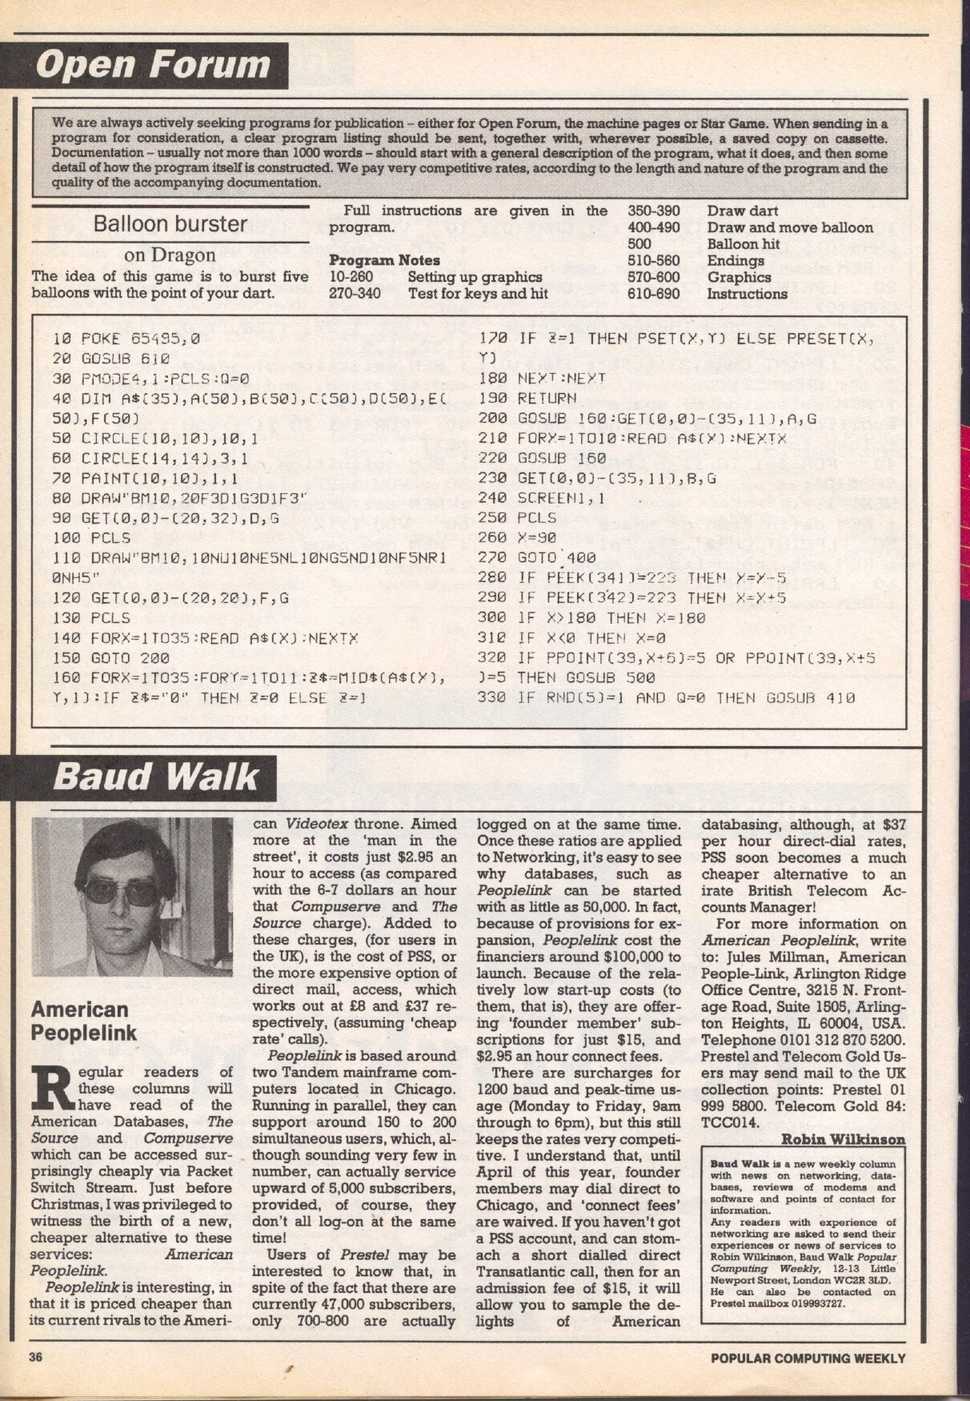 Open Forum
We are always actively seeking programs for publication – either for Open Forum, the machine pages or Star Game. When sending in a
program for consideration, a clear program listing should be sent, together with, wherever possible, a saved copy on cassette.
Documentation – usually not more than 1000 words – should start with a general description of the program, what it does, and then some
detail of how the program itself is constructed. We pay very competitive rates, according to the length and nature of the program and the
quality of the accompanying documentation.
Balloon burster
on Dragon
The idea of this game is to burst five
balloons with the point of your dart.
Full instructions are given in the
program.
Program Notes
10-260 Setting up graphics
270-340 Test for keys and hit
350-390 Draw dart
400-490 Draw and move balloon
500 Balloon hit
510-560 Endings
570-600 Graphics
610-690 Instructions
10 POKE 65495,0
20 GOSUB 610
30 PMODE4,1:PCLS:Q=0
40 DIM A$(35),A(50),B(50),C(50),D(50),E(
50),F(50)
50 CIRCLE(10,10),10,1
60 CIRCLE(14,14),3,1
70 PAINT(10,10),1,1
80 DRAW"BM10,20F3D1G3D1F3"
90 GET(0,0)-(20,32),D,G
100 PCLS
110 DRAW"BM10,10NU10NE5NL10NG5ND10NF5NR1
0NH5"
120 GET(0,0)-(20,20),F,G
130 PCLS
140 FORX=1TO35:READ A$(X):NEXTX
150 GOTO 200
160 FORX=1TO35:FORY=1TO11:Z$=MID$(A$(X),
Y,1):IF Z$="0" THEN Z=0 ELSE Z=1
170 IF Z=1 THEN PSET(X,Y) ELSE PRESET(X,
Y)
180 NEXT:NEXT
190 RETURN
200 GOSUB 160:GET(0,0)-(35,11),A,G
210 FORX=1TO10:READ A$(X):NEXTX
220 GOSUB 160
230 GET(0,0)-(35,11),B,G
240 SCREEN1,1
250 PCLS
260 X=90
270 GOTO 400
280 IF PEEK(341)=223 THEN X=X-5
290 IF PEEK(342)=223 THEN X=X+5
300 IF X>180 THEN X=180
310 IF X<0 THEN X=0
320 IF PPOINT(39,X+6)=5 OR PPOINT(39,X+5
)=5 THEN GOSUB 500
330 IF RND(5)=1 AND Q=0 THEN GOSUB 410
Baud Walk
American
Peoplelink
Regular readers of
these columns will
have read of the
American Databases, The
Source and Compuserve
which can be accessed sur-
prisingly cheaply via Packet
Switch Stream. Just before
Christmas, I was privileged to
witness the birth of a new,
cheaper alternative to these
services: American
Peoplelink.
Peoplelink is interesting, in
that it is priced cheaper than
its current rivals to the Ameri-
can Videotex throne. Aimed
more at the 'man in the
street', it costs just $2.95 an
hour to access (as compared
with the 6-7 dollars an hour
that Compuserve and The
Source charge). Added to
these charges, (for users in
the UK), is the cost of PSS, or
the more expensive option of
direct mail, access, which
works out at £8 and £37 re-
spectively, (assuming 'cheap
rate' calls).
Peoplelink is based around
two Tandem mainframe com-
puters located in Chicago.
Running in parallel, they can
support around 150 to 200
simultaneous users, which, al-
though sounding very few in
number, can actually service
upward of 5,000 subscribers,
provided, of course, they
don't all log-on at the same
time!
Users of Prestel may be
interested to know that, in
spite of the fact that there are
currently 47,000 subscribers,
only 700-800 are actually
logged on at the same time.
Once these ratios are applied
to Networking, it's easy to see
why databases, such as
Peoplelink can be started
with as little as 50,000. In fact,
because of provisions for ex-
pansion, Peoplelink cost the
financiers around $100,000 to
launch. Because of the rela-
tively low start-up costs (to
them, that is), they are offer-
ing 'founder member' sub-
scriptions for just $15, and
$2.95 an hour connect fees.
There are surcharges for
1200 baud and peak-time us-
age (Monday to Friday, 9am
through to 6pm), but this still
keeps the rates very competi-
tive. I understand that, until
April of this year, founder
members may dial direct to
Chicago, and 'connect fees'
are waived. If you haven't got
a PSS account, and can stom-
ach a short dialled direct
Transatlantic call, then for an
admission fee of $15, it will
allow you to sample the de-
lights of American
databasing, although, at $37
per hour direct-dial rates,
PSS soon becomes a much
cheaper alternative to an
irate British Telecom Ac-
counts Manager!
For more information on
American Peoplelink, write
to: Jules Millman, American
People-Link, Arlington Ridge
Office Centre, 3215 N. Front-
age Road, Suite 1505, Arling-
ton Heights, IL 60004, USA.
Telephone 0101 312 870 5200.
Prestel and Telecom Gold Us-
ers may send mail to the UK
collection points: Prestel 01
999 5800. Telecom Gold 84:
TCC014.
Robin Wilkinson
Baud Walk is a new weekly column
with news on networking, data-
bases, reviews of modems and
software and points of contact for
information.
Any readers with experience of
networking are asked to send their
experiences or news of services to
Robin Wilkinson, Baud Walk Popular
Computing Weekly, 12-13 Little
Newport Street, London WC2R 3LD.
He can also be contacted on
Prestel mailbox 019993727.
36
POPULAR COMPUTING WEEKLY